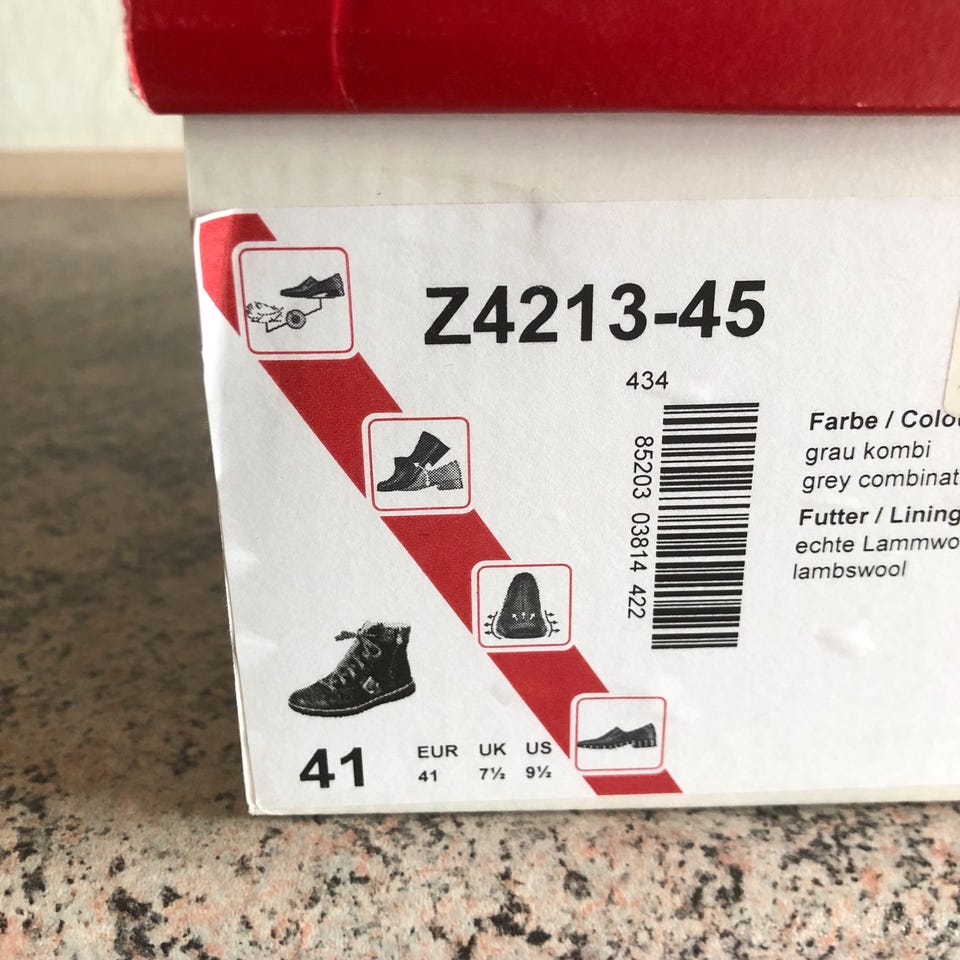 Z4213-45
434
85203 03814 422
Farbe / Colo
grau kombi
grey combinat
Futter / Lining
echte Lammwo
lambswool
41
EUR UK US
41 7½ 9½